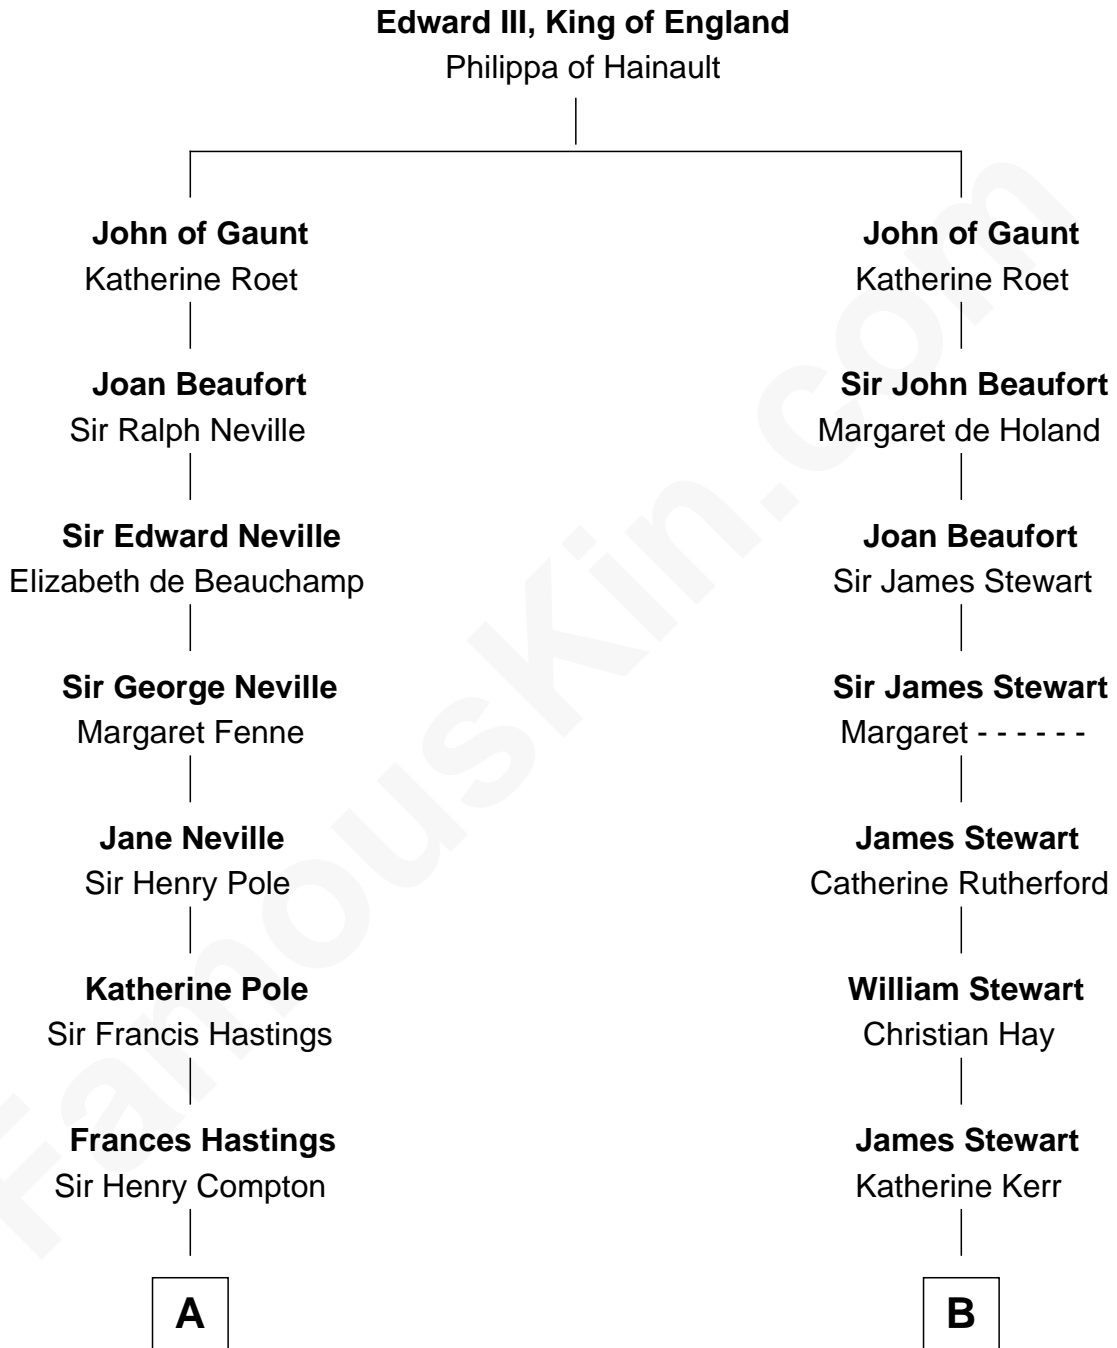 Edward III, King of England
Philippa of Hainault
John of Gaunt
Katherine Roet
Joan Beaufort
Sir Ralph Neville
Sir Edward Neville
Elizabeth de Beauchamp
Sir George Neville
Margaret Fenne
Jane Neville
Sir Henry Pole
Katherine Pole
Sir Francis Hastings
Frances Hastings
Sir Henry Compton
A
John of Gaunt
Katherine Roet
Sir John Beaufort
Margaret de Holand
Joan Beaufort
Sir James Stewart
Sir James Stewart
Margaret - - - - - -
James Stewart
Catherine Rutherford
William Stewart
Christian Hay
James Stewart
Katherine Kerr
B
FamousKin.com